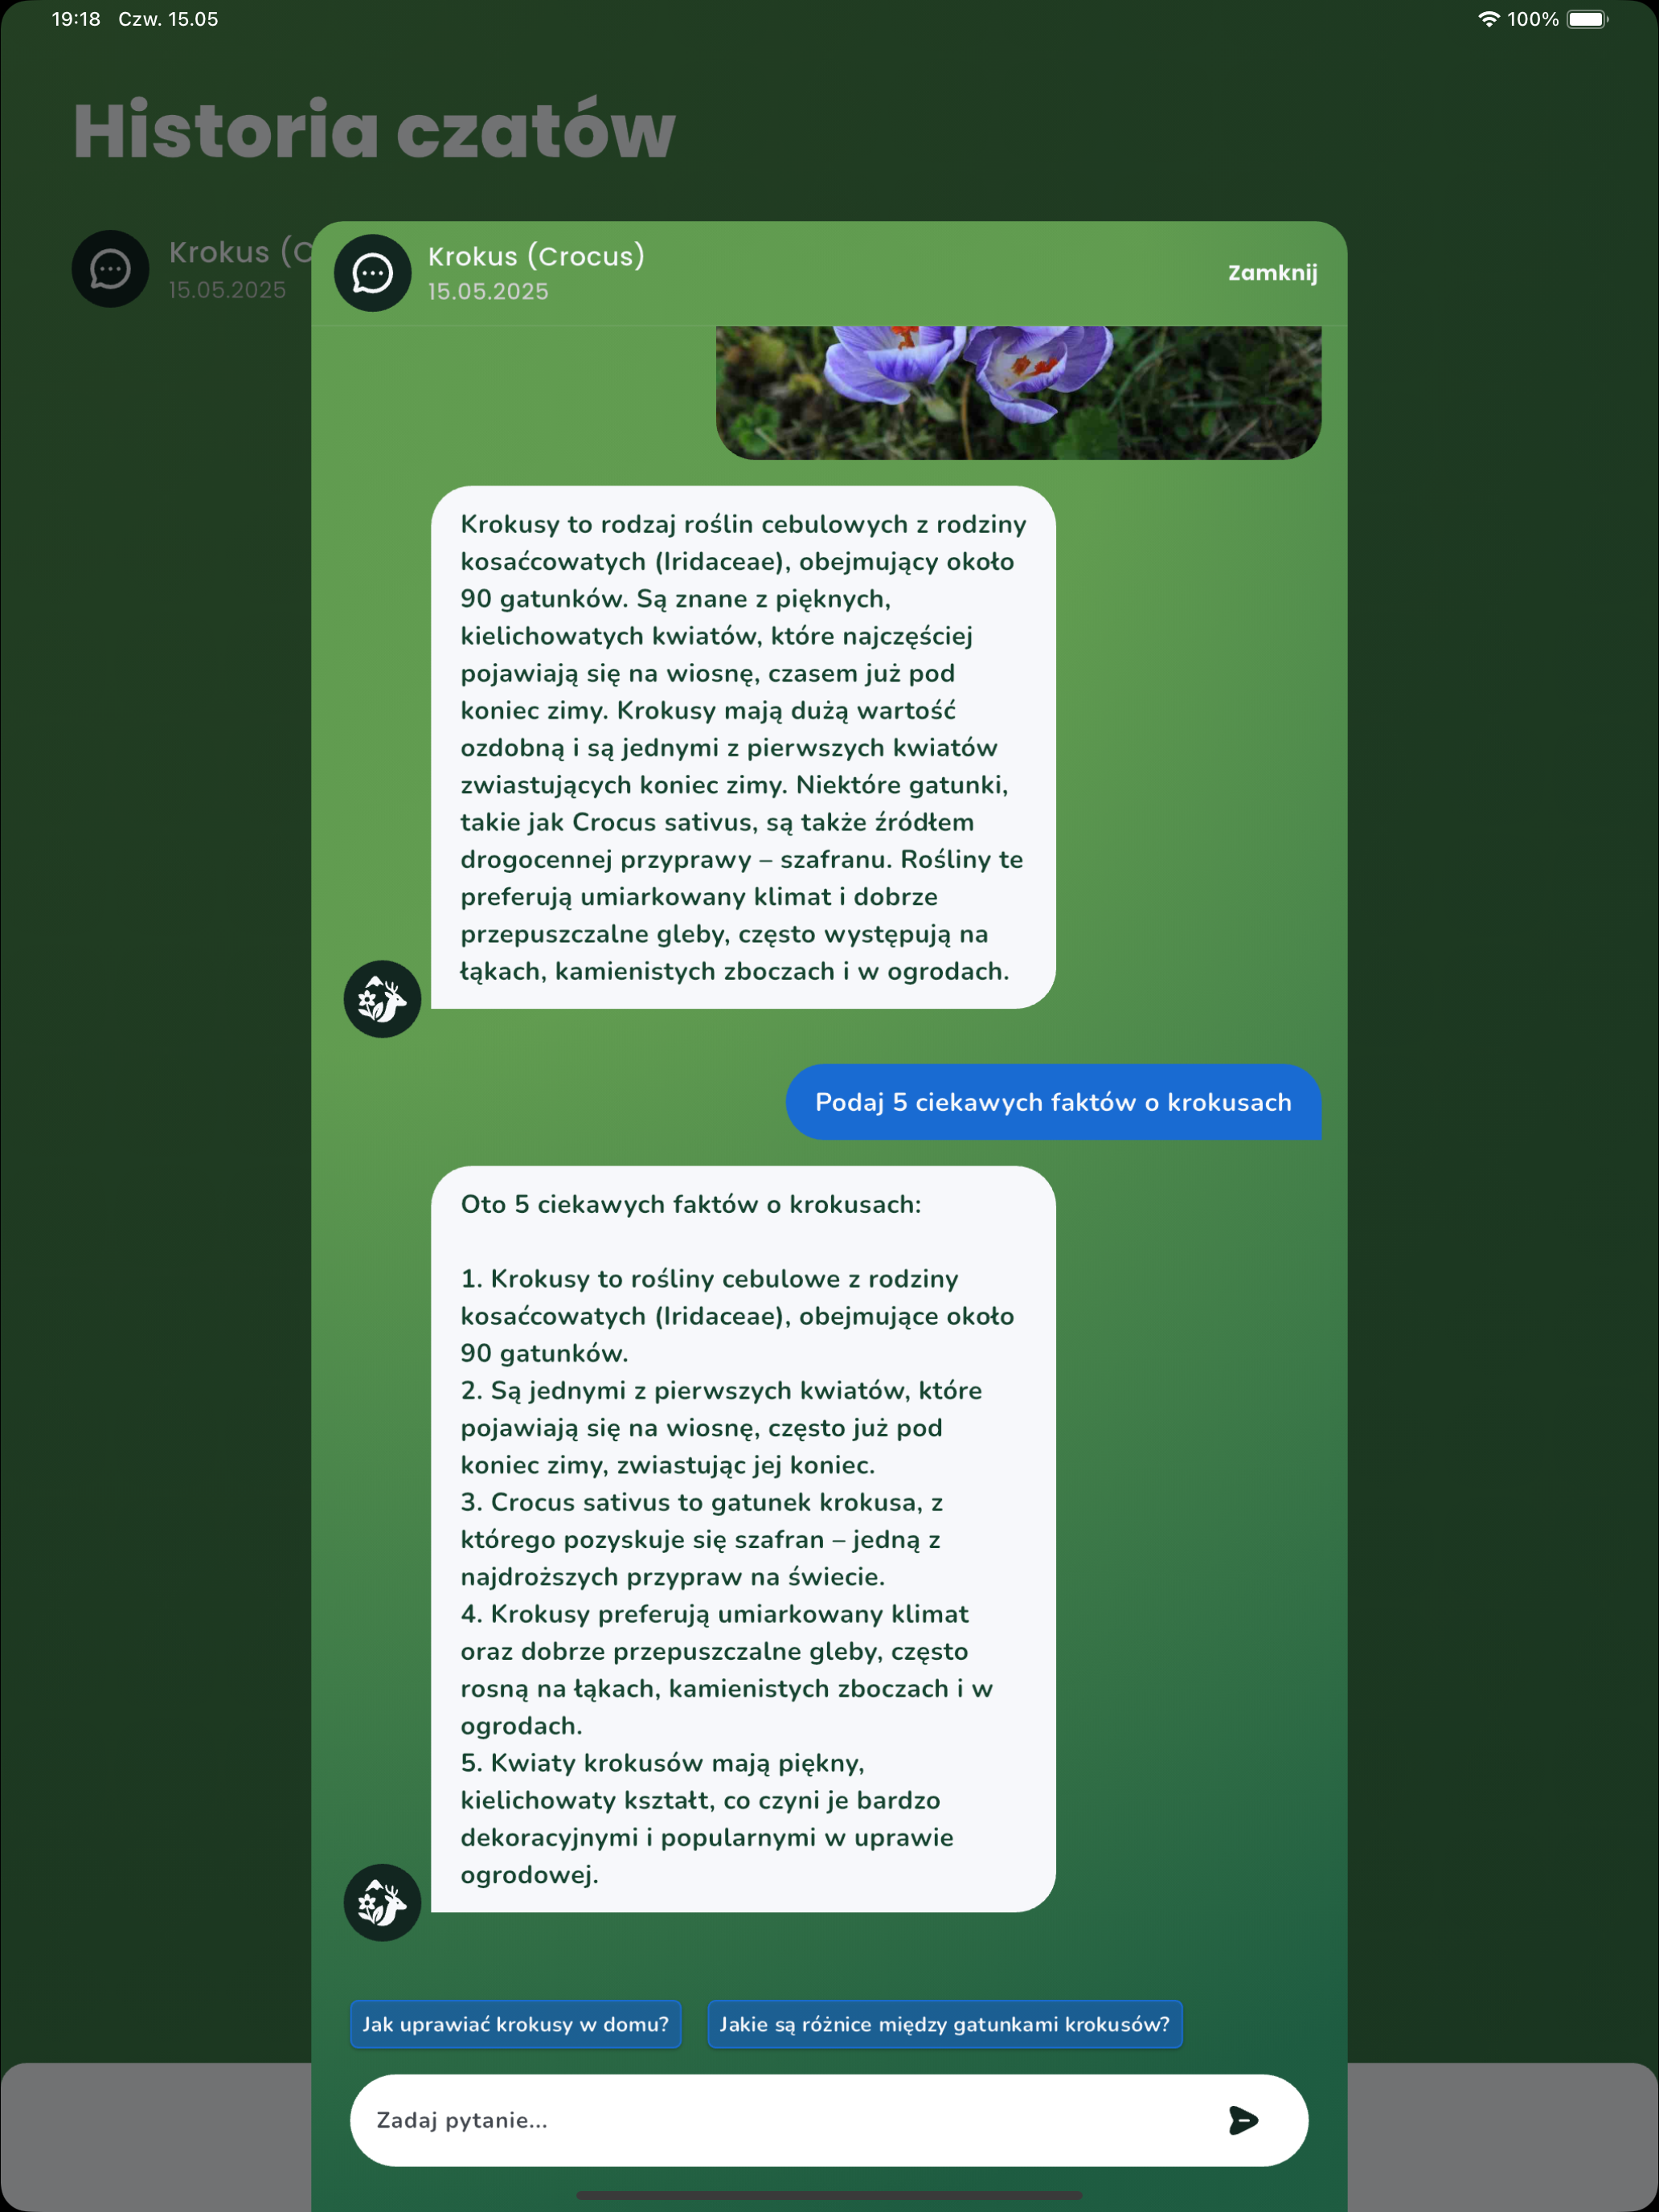 19:18 Czw. 15.05
100%
Historia czatów
Krokus (C
15.05.2025
Krokus (Crocus)
15.05.2025
Zamknij
Krokusy to rodzaj roślin cebulowych z rodziny
kosaćcowatych (Iridaceae), obejmujący około
90 gatunków. Są znane z pięknych,
kielichowatych kwiatów, które najczęściej
pojawiają się na wiosnę, czasem już pod
koniec zimy. Krokusy mają dużą wartość
ozdobną i są jednymi z pierwszych kwiatów
zwiastujących koniec zimy. Niektóre gatunki,
takie jak Crocus sativus, są także źródłem
drogocennej przyprawy – szafranu. Rośliny te
preferują umiarkowany klimat i dobrze
przepuszczalne gleby, często występują na
łąkach, kamienistych zboczach i w ogrodach.
Podaj 5 ciekawych faktów o krokusach
Oto 5 ciekawych faktów o krokusach:
1. Krokusy to rośliny cebulowe z rodziny
kosaćcowatych (Iridaceae), obejmujące około
90 gatunków.
2. Są jednymi z pierwszych kwiatów, które
pojawiają się na wiosnę, często już pod
koniec zimy, zwiastując jej koniec.
3. Crocus sativus to gatunek krokusa, z
którego pozyskuje się szafran – jedną z
najdroższych przypraw na świecie.
4. Krokusy preferują umiarkowany klimat
oraz dobrze przepuszczalne gleby, często
rosną na łąkach, kamienistych zboczach i w
ogrodach.
5. Kwiaty krokusów mają piękny,
kielichowaty kształt, co czyni je bardzo
dekoracyjnymi i popularnymi w uprawie
ogrodowej.
Jak uprawiać krokusy w domu?
Jakie są różnice między gatunkami krokusów?
Zadaj pytanie...